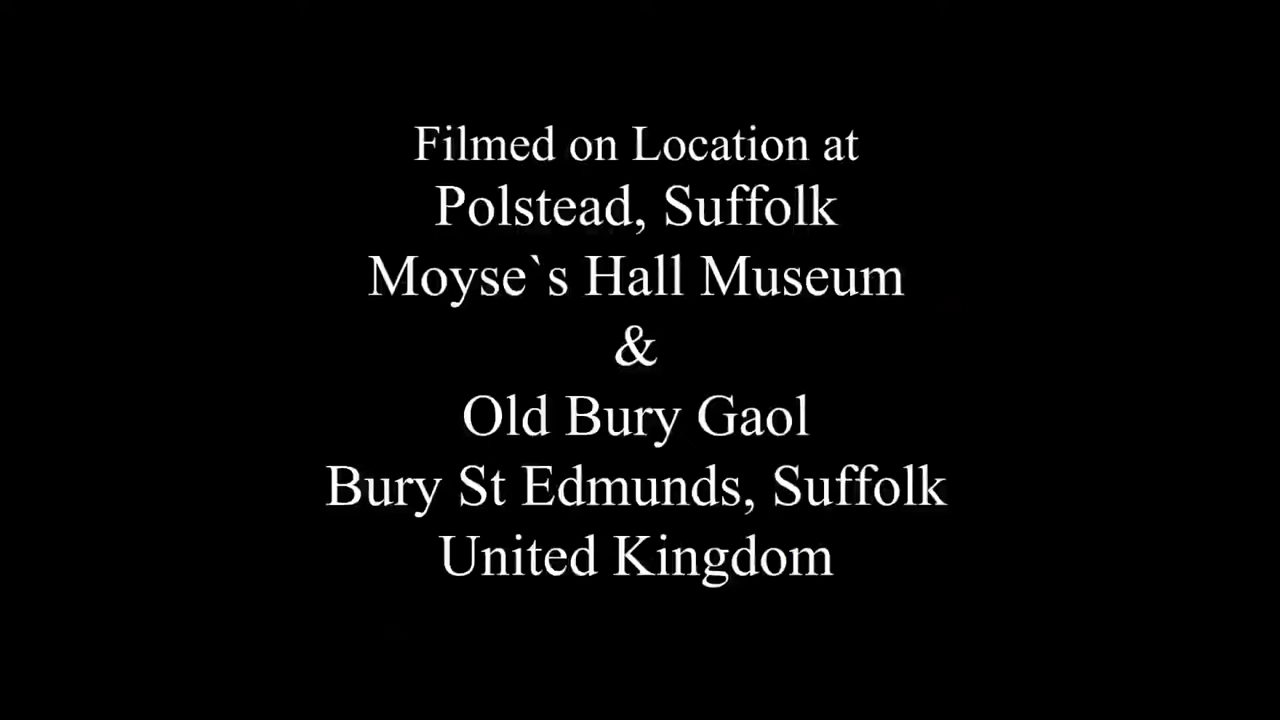 Filmed on Location at
Polstead, Suffolk
Moyse`s Hall Museum
&
Old Bury Gaol
Bury St Edmunds, Suffolk
United Kingdom